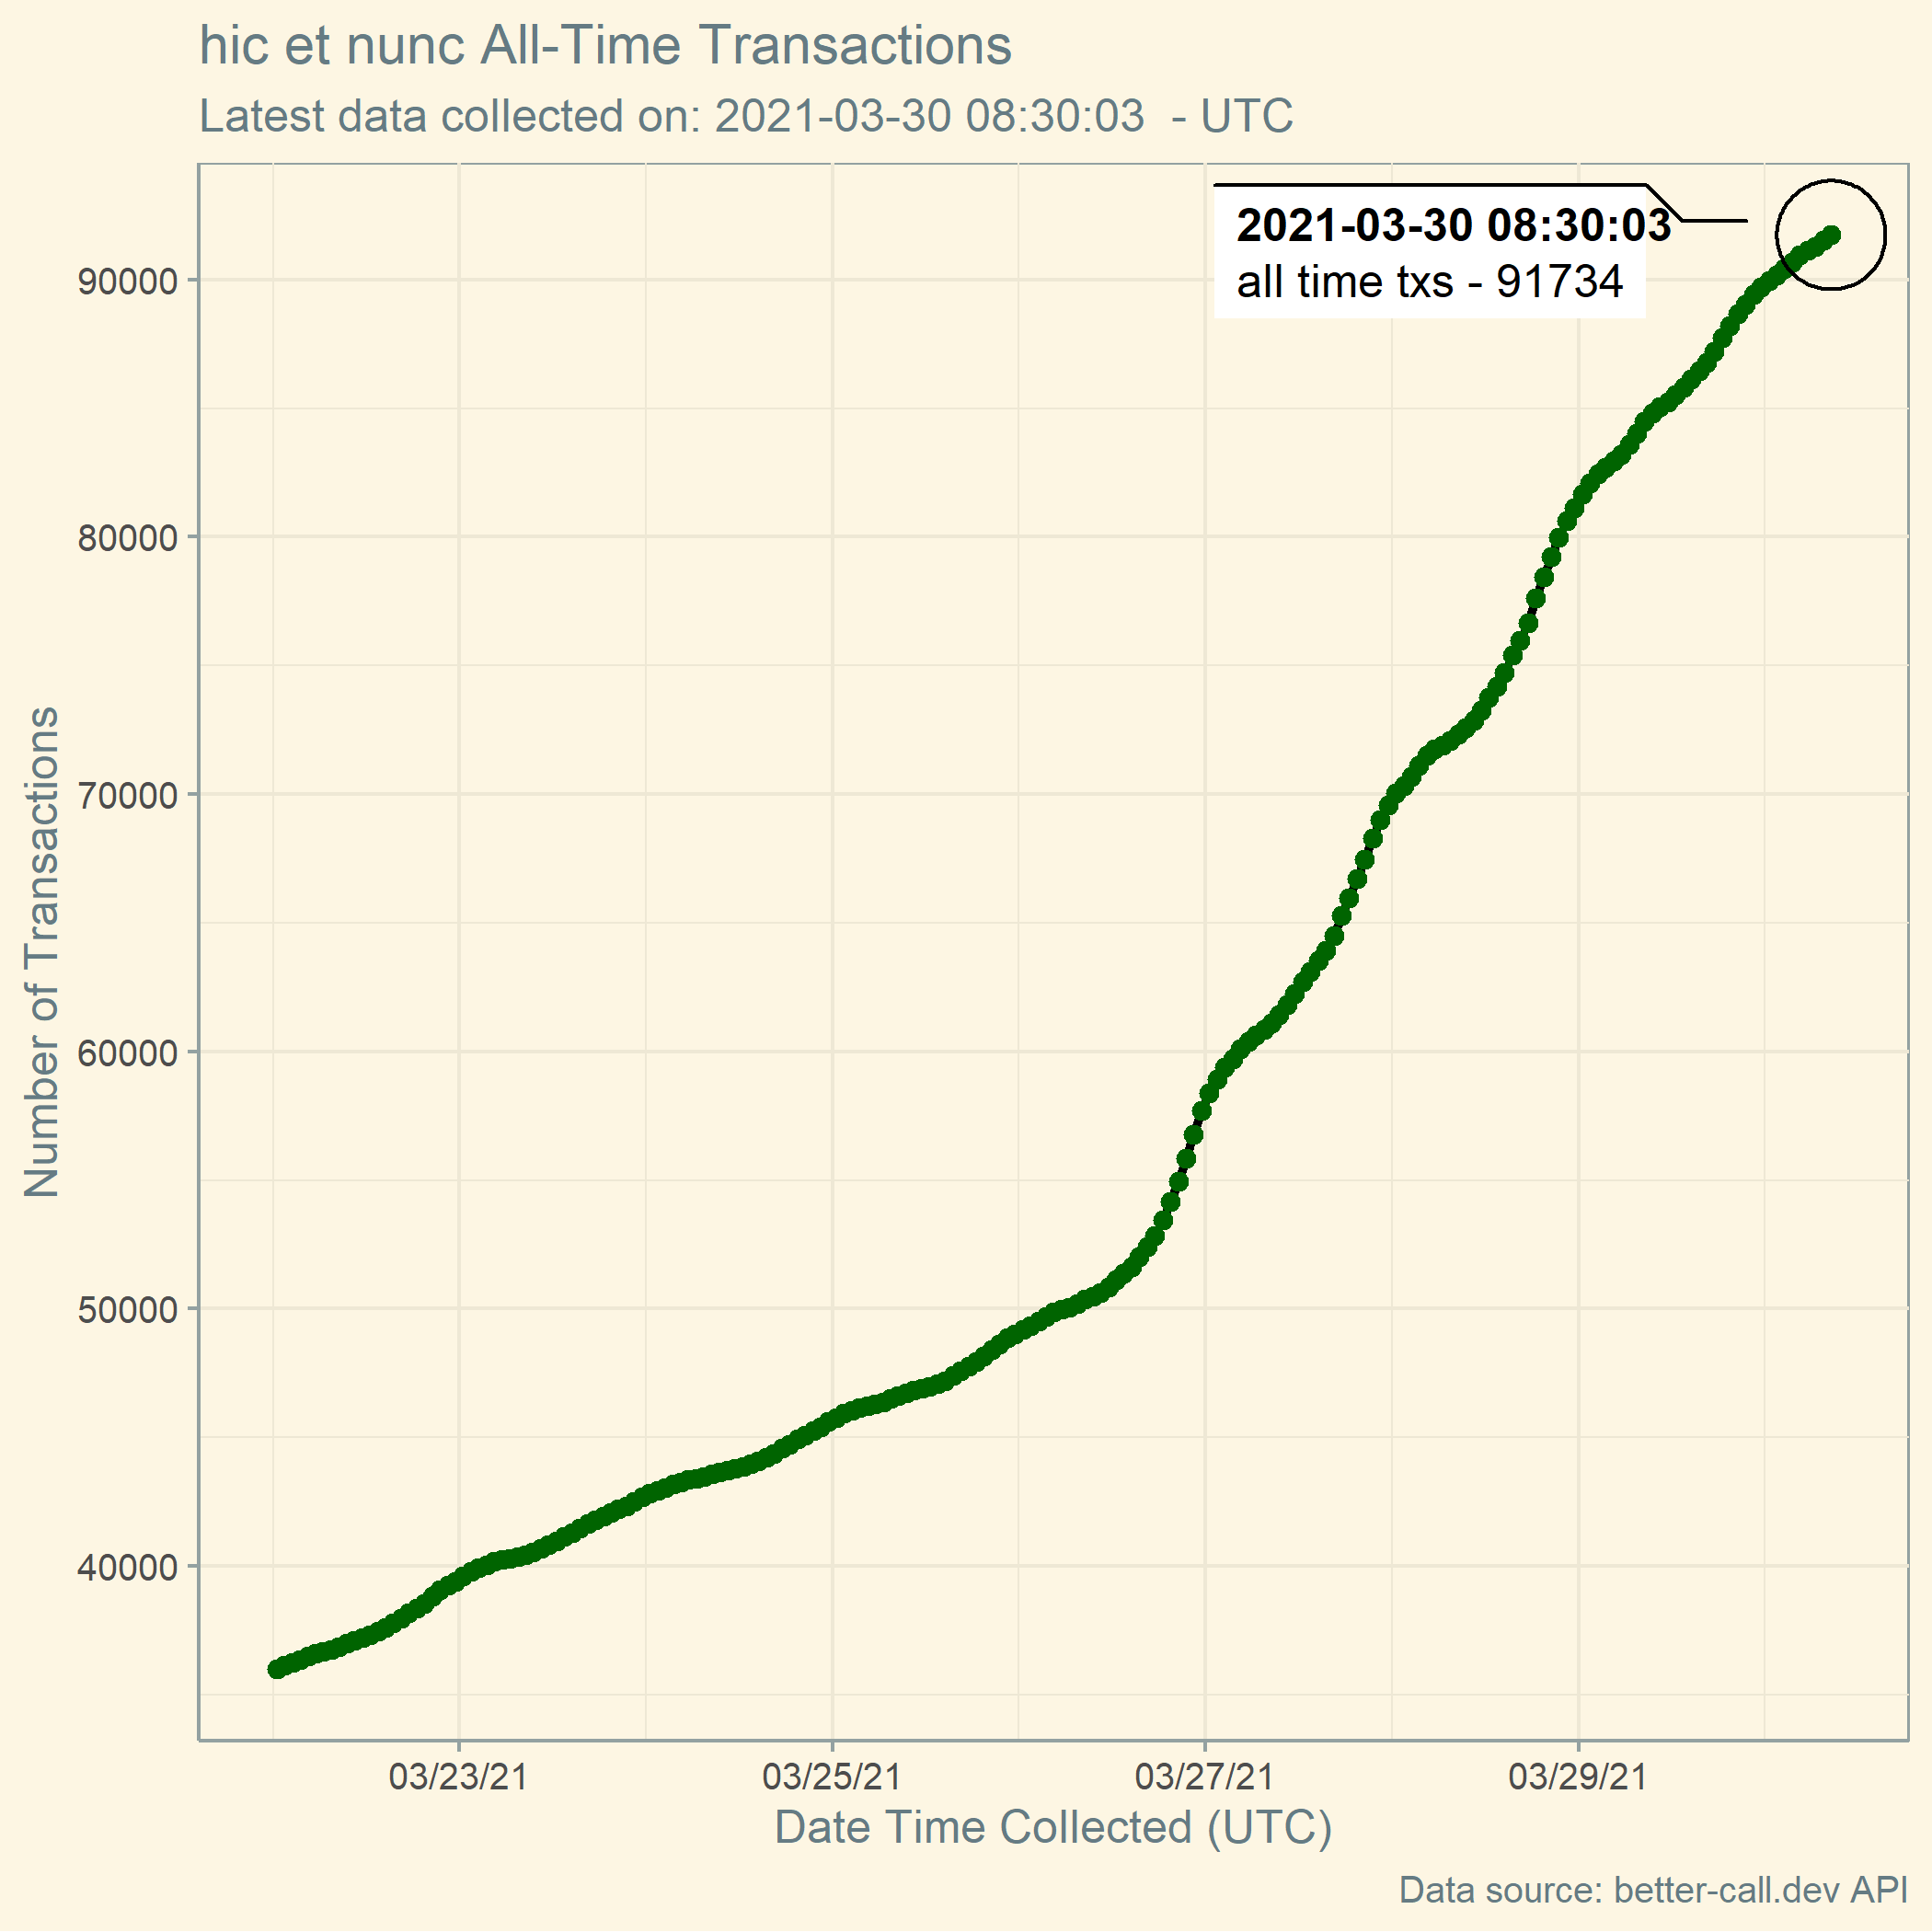 hic et nunc All-Time Transactions
Latest data collected on: 2021-03-30 08:30:03  - UTC
2021-03-30 08:30:03
all time txs - 91734
Number of Transactions
90000
80000
70000
60000
50000
40000
03/23/21
03/25/21
03/27/21
03/29/21
Date Time Collected (UTC)
Data source: better-call.dev API